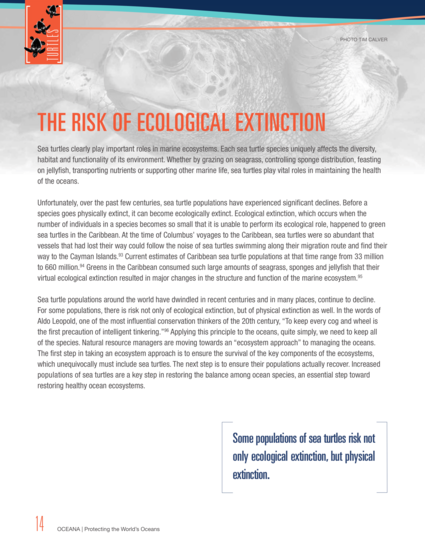 TURTLES
PHOTO-TIM CALVER
THE RISK OF ECOLOGICAL EXTINCTION
Sea turtles clearly play important roles in marine ecosystems. Each sea turtle species uniquely affects the diversity,
habitat and functionality of its environment. Whether by grazing on seagrass, controlling sponge distribution, feasting
on jellyfish, transporting nutrients or supporting other marine life, sea turtles play vital roles in maintaining the health
of the oceans.
Unfortunately, over the past few centuries, sea turtle populations have experienced significant declines. Before a
species goes physically extinct, it can become ecologically extinct. Ecological extinction, which occurs when the
number of individuals in a species becomes so small that it is unable to perform its ecological role, happened to green
sea turtles in the Caribbean. At the time of Columbus' voyages to the Caribbean, sea turtles were so abundant that
vessels that had lost their way could follow the noise of sea turtles swimming along their migration route and find their
way to the Cayman Islands.93 Current estimates of Caribbean sea turtle populations at that time range from 33 million
to 660 million.94 Greens in the Caribbean consumed such large amounts of seagrass, sponges and jellyfish that their
virtual ecological extinction resulted in major changes in the structure and function of the marine ecosystem.95
Sea turtle populations around the world have dwindled in recent centuries and in many places, continue to decline.
For some populations, there is risk not only of ecological extinction, but of physical extinction as well. In the words of
Aldo Leopold, one of the most influential conservation thinkers of the 20th century, "To keep every cog and wheel is
the first precaution of intelligent tinkering."96 Applying this principle to the oceans, quite simply, we need to keep all
of the species. Natural resource managers are moving towards an "ecosystem approach" to managing the oceans.
The first step in taking an ecosystem approach is to ensure the survival of the key components of the ecosystems,
which unequivocally must include sea turtles. The next step is to ensure their populations actually recover. Increased
populations of sea turtles are a key step in restoring the balance among ocean species, an essential step toward
restoring healthy ocean ecosystems.
Some populations of sea turtles risk not
only ecological extinction, but physical
extinction.
14
OCEANA | Protecting the World's Oceans